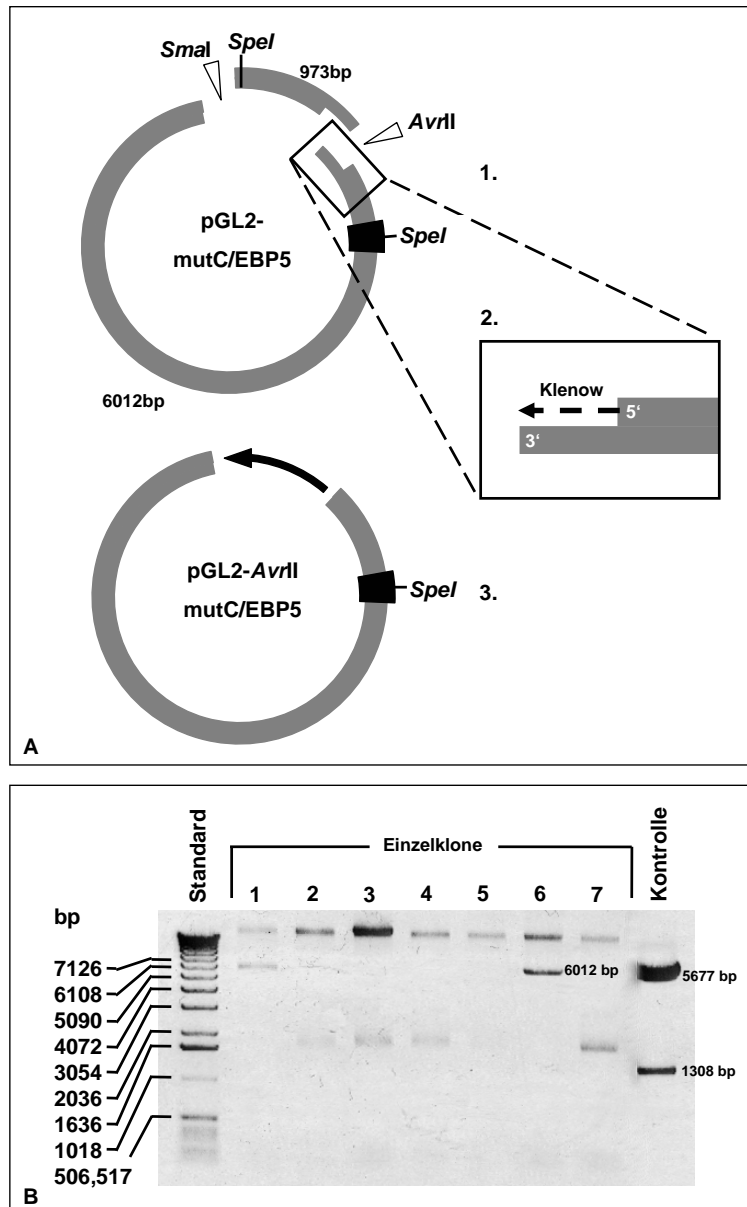 SmaI
SpeI
973bp
AvrII
1.
pGL2-
mutC/EBP5
SpeI
2.
Klenow
5‘
3‘
6012bp
pGL2-AvrII
mutC/EBP5
SpeI
3.
A
Standard
Einzelklone
Kontrolle
1 2 3 4 5 6 7
bp
7126
6108
5090
4072
3054
2036
1636
1018
506,517
6012 bp
5677 bp
1308 bp
B